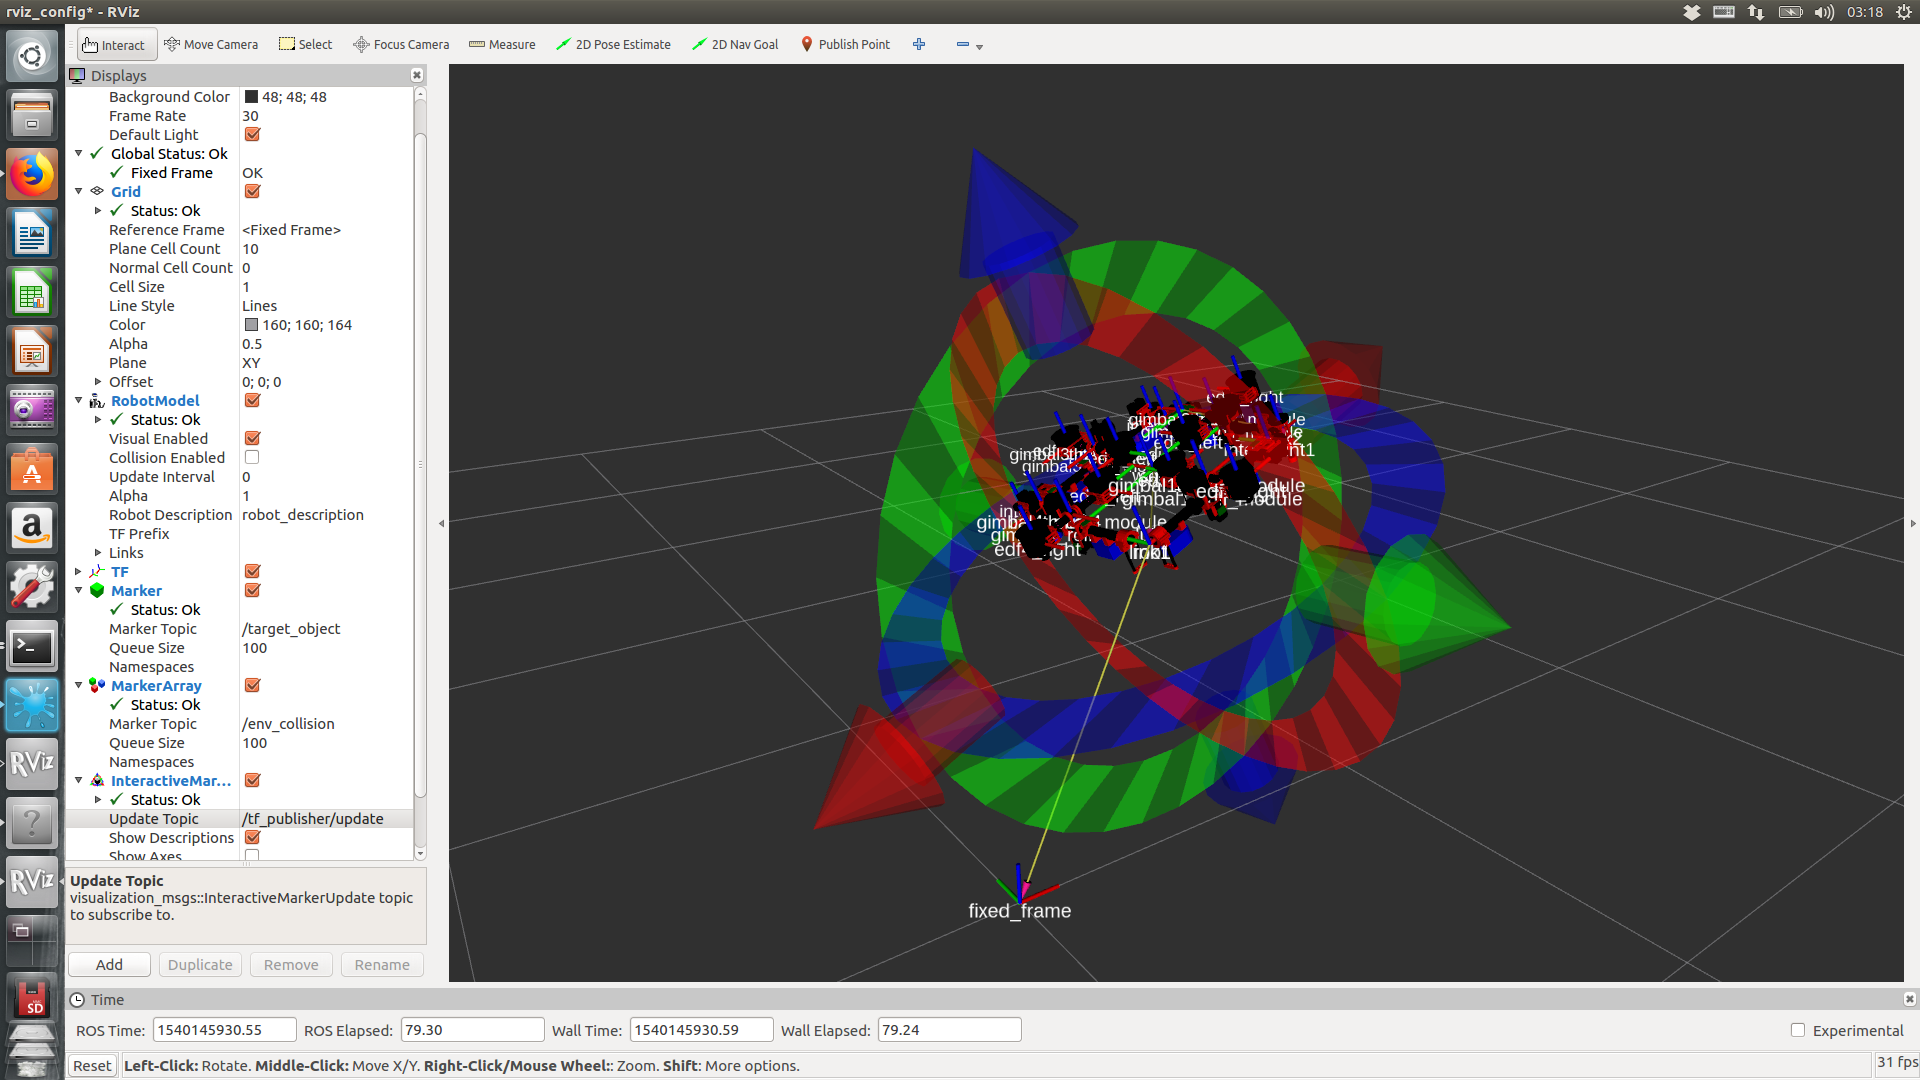 rviz_config* - RViz
03:18
Interact
Move Camera
Select
Focus Camera
Measure
2D Pose Estimate
2D Nav Goal
Publish Point
Displays
Background Color 48; 48; 48
Frame Rate 30
Default Light
Global Status: Ok
Fixed Frame OK
Grid
Status: Ok
Reference Frame <Fixed Frame>
Plane Cell Count 10
Normal Cell Count 0
Cell Size 1
Line Style Lines
Color 160; 160; 164
Alpha 0.5
Plane XY
Offset 0; 0; 0
RobotModel
Status: Ok
Visual Enabled
Collision Enabled
Update Interval 0
Alpha 1
Robot Description robot_description
TF Prefix
Links
TF
Marker
Status: Ok
Marker Topic /target_object
Queue Size 100
Namespaces
MarkerArray
Status: Ok
Marker Topic /env_collision
Queue Size 100
Namespaces
InteractiveMar...
Status: Ok
Update Topic /tf_publisher/update
Show Descriptions
Show Axes
Update Topic
visualization_msgs::InteractiveMarkerUpdate topic
to subscribe to.
Add
Duplicate
Remove
Rename
fixed_frame
Time
ROS Time: 1540145930.55 ROS Elapsed: 79.30 Wall Time: 1540145930.59 Wall Elapsed: 79.24 Experimental
Reset
Left-Click: Rotate. Middle-Click: Move X/Y. Right-Click/Mouse Wheel:: Zoom. Shift: More options.
31 fps
RViz
RViz
SD